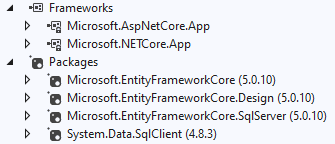 Frameworks
Microsoft.AspNetCore.App
Microsoft.NETCore.App
Packages
Microsoft.EntityFrameworkCore (5.0.10)
Microsoft.EntityFrameworkCore.Design (5.0.10)
Microsoft.EntityFrameworkCore.SqlServer (5.0.10)
System.Data.SqlClient (4.8.3)